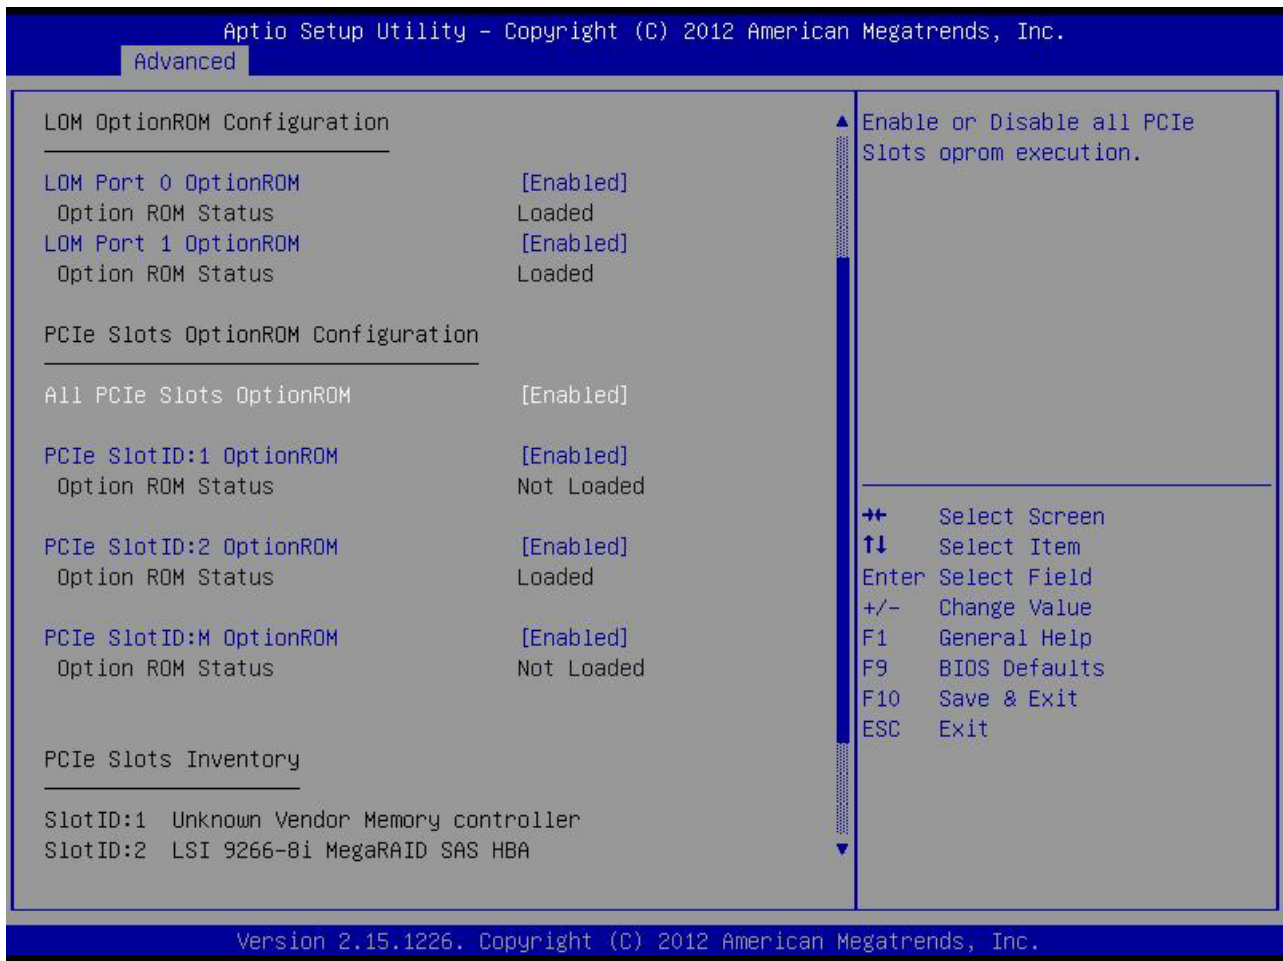 Aptio Setup Utility – Copyright (C) 2012 American Megatrends, Inc.
Advanced
LOM OptionROM Configuration
LOM Port 0 OptionROM [Enabled]
Option ROM Status Loaded
LOM Port 1 OptionROM [Enabled]
Option ROM Status Loaded
PCIe Slots OptionROM Configuration
All PCIe Slots OptionROM [Enabled]
PCIe SlotID:1 OptionROM [Enabled]
Option ROM Status Not Loaded
PCIe SlotID:2 OptionROM [Enabled]
Option ROM Status Loaded
PCIe SlotID:M OptionROM [Enabled]
Option ROM Status Not Loaded
PCIe Slots Inventory
SlotID:1 Unknown Vendor Memory controller
SlotID:2 LSI 9266-8i MegaRAID SAS HBA
Enable or Disable all PCIe
Slots oprom execution.
→← Select Screen
↑↓ Select Item
Enter Select Field
+/- Change Value
F1 General Help
F9 BIOS Defaults
F10 Save & Exit
ESC Exit
Version 2.15.1226. Copyright (C) 2012 American Megatrends, Inc.